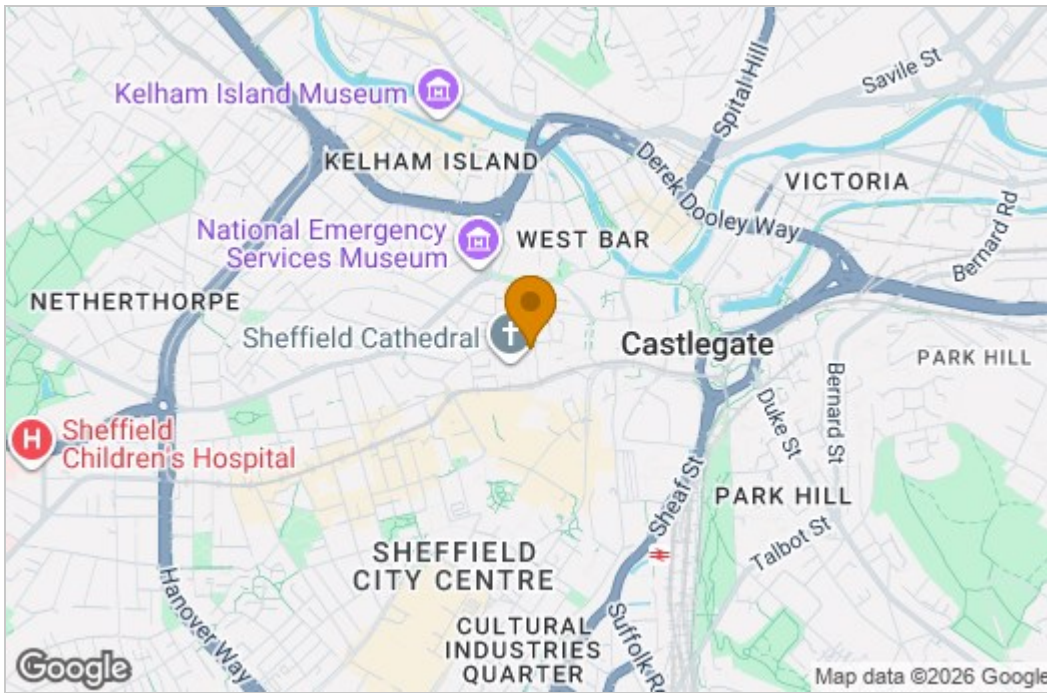 Kelham Island Museum
Savile St
Spital Hill
KELHAM ISLAND
Derek Dooley Way
VICTORIA
Bernard Rd
National Emergency
Services Museum
WEST BAR
NETHERTHORPE
Sheffield Cathedral
Castlegate
PARK HILL
Bernard St
Duke St
H
Sheffield
Children's Hospital
Sheaf St
PARK HILL
Talbot St
SHEFFIELD
CITY CENTRE
Hanover Way
CULTURAL
INDUSTRIES
QUARTER
Suffolk R
Google
Map data ©2026 Google